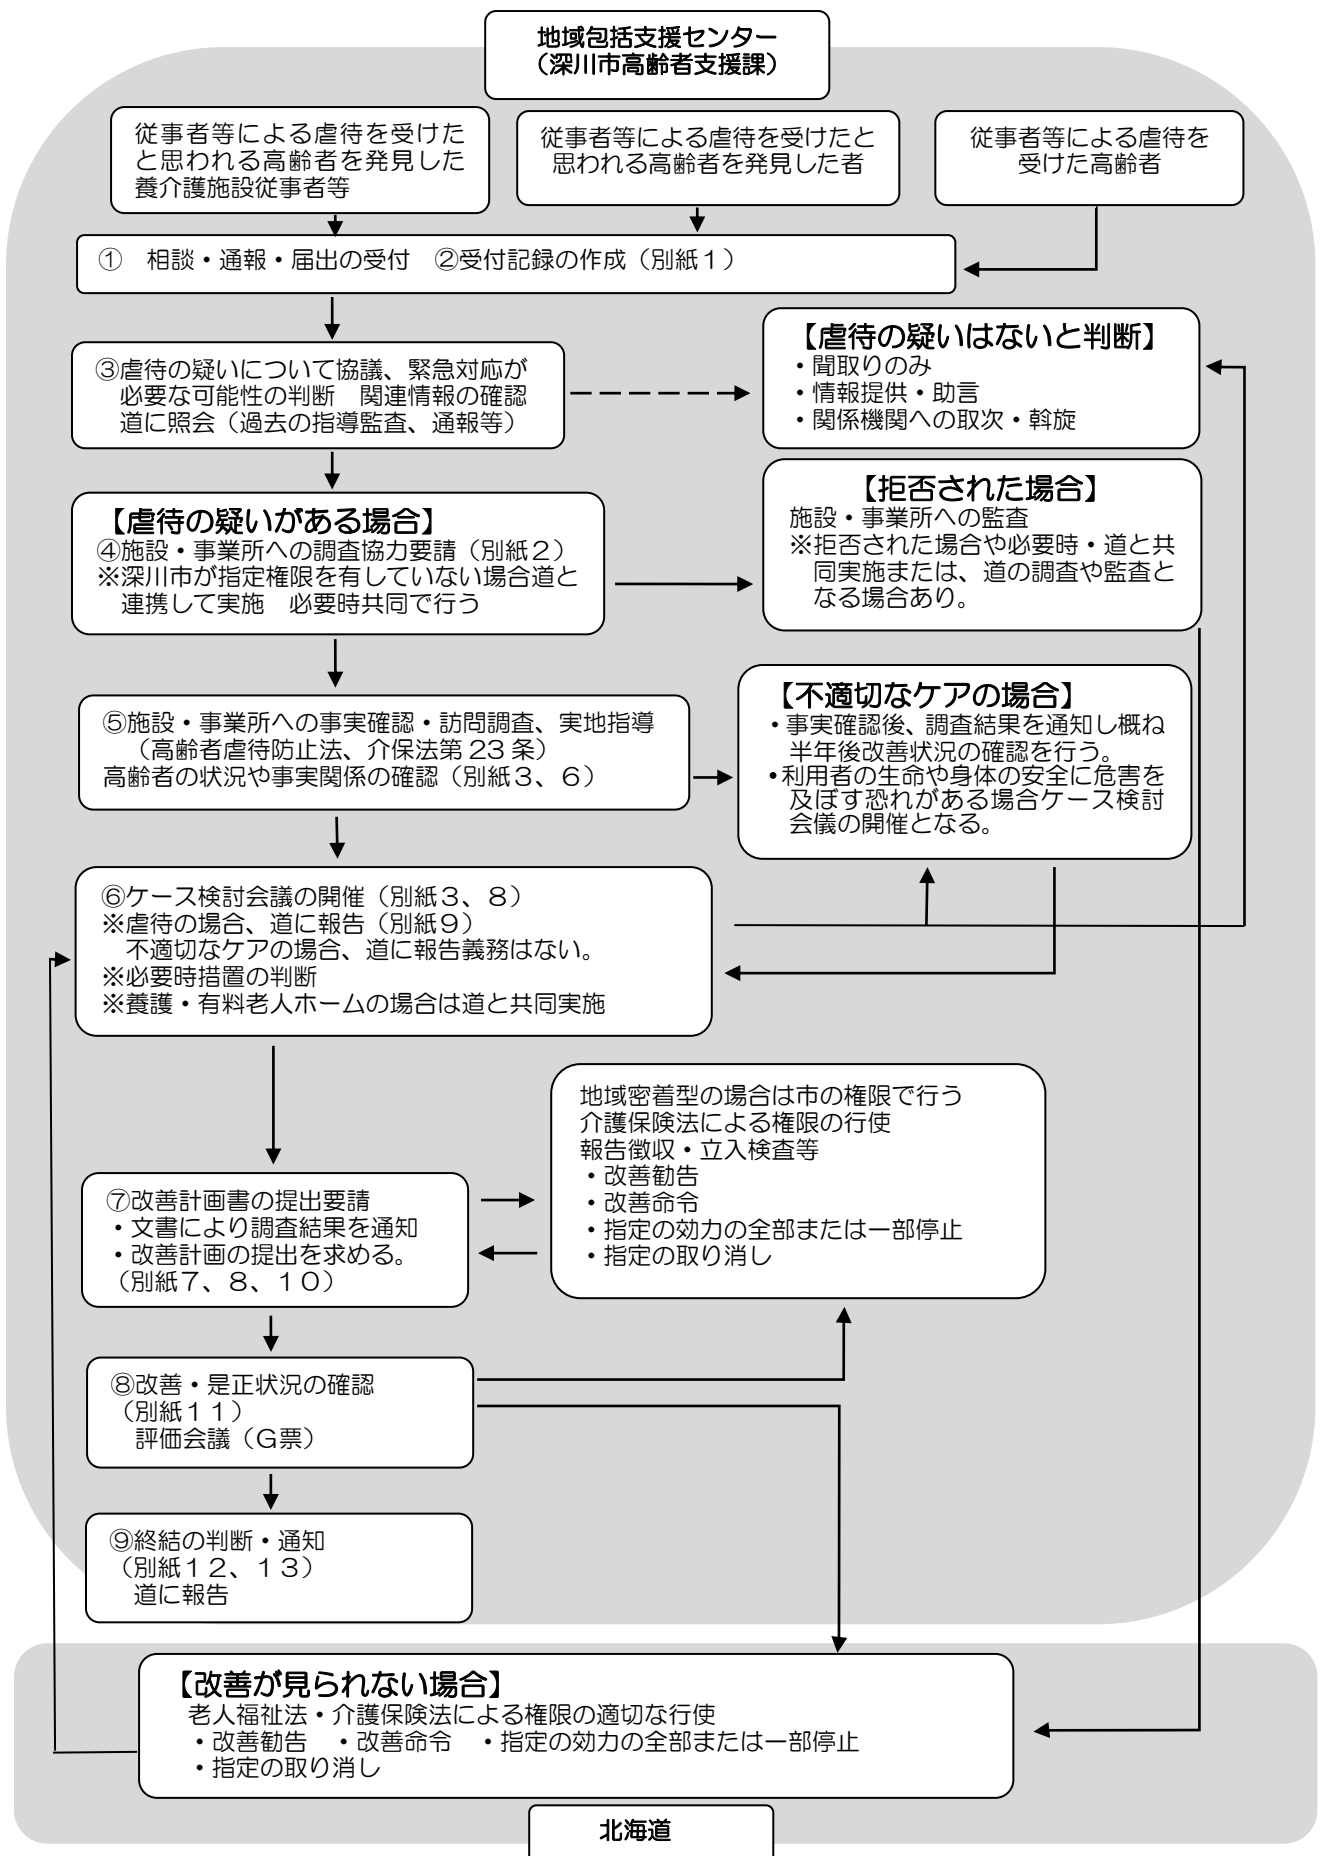 地域包括支援センター
（深川市高齢者支援課）
従事者等による虐待を受けた
と思われる高齢者を発見した
養介護施設従事者等
従事者等による虐待を受けたと
思われる高齢者を発見した者
従事者等による虐待を
受けた高齢者
①　相談・通報・届出の受付　②受付記録の作成（別紙１）
③虐待の疑いについて協議、緊急対応が
必要な可能性の判断　関連情報の確認
道に照会（過去の指導監査、通報等）
【虐待の疑いはないと判断】
・聞取りのみ
・情報提供・助言
・関係機関への取次・斡旋
【虐待の疑いがある場合】
④施設・事業所への調査協力要請（別紙２）
※深川市が指定権限を有していない場合道と
連携して実施　必要時共同で行う
【拒否された場合】
施設・事業所への監査
※拒否された場合や必要時・道と共
同実施または、道の調査や監査と
なる場合あり。
⑤施設・事業所への事実確認・訪問調査、実地指導
（高齢者虐待防止法、介保法第 23 条）
高齢者の状況や事実関係の確認（別紙３、６）
【不適切なケアの場合】
・事実確認後、調査結果を通知し概ね
半年後改善状況の確認を行う。
・利用者の生命や身体の安全に危害を
及ぼす恐れがある場合ケース検討
会議の開催となる。
⑥ケース検討会議の開催（別紙３、８）
※虐待の場合、道に報告（別紙９）
不適切なケアの場合、道に報告義務はない。
※必要時措置の判断
※養護・有料老人ホームの場合は道と共同実施
地域密着型の場合は市の権限で行う
介護保険法による権限の行使
報告徴収・立入検査等
・改善勧告
・改善命令
・指定の効力の全部または一部停止
・指定の取り消し
⑦改善計画書の提出要請
・文書により調査結果を通知
・改善計画の提出を求める。
（別紙７、８、１０）
⑧改善・是正状況の確認
（別紙１１）
評価会議（Ｇ票）
⑨終結の判断・通知
（別紙１２、１３）
道に報告
【改善が見られない場合】
老人福祉法・介護保険法による権限の適切な行使
・改善勧告　・改善命令　・指定の効力の全部または一部停止
・指定の取り消し
北海道